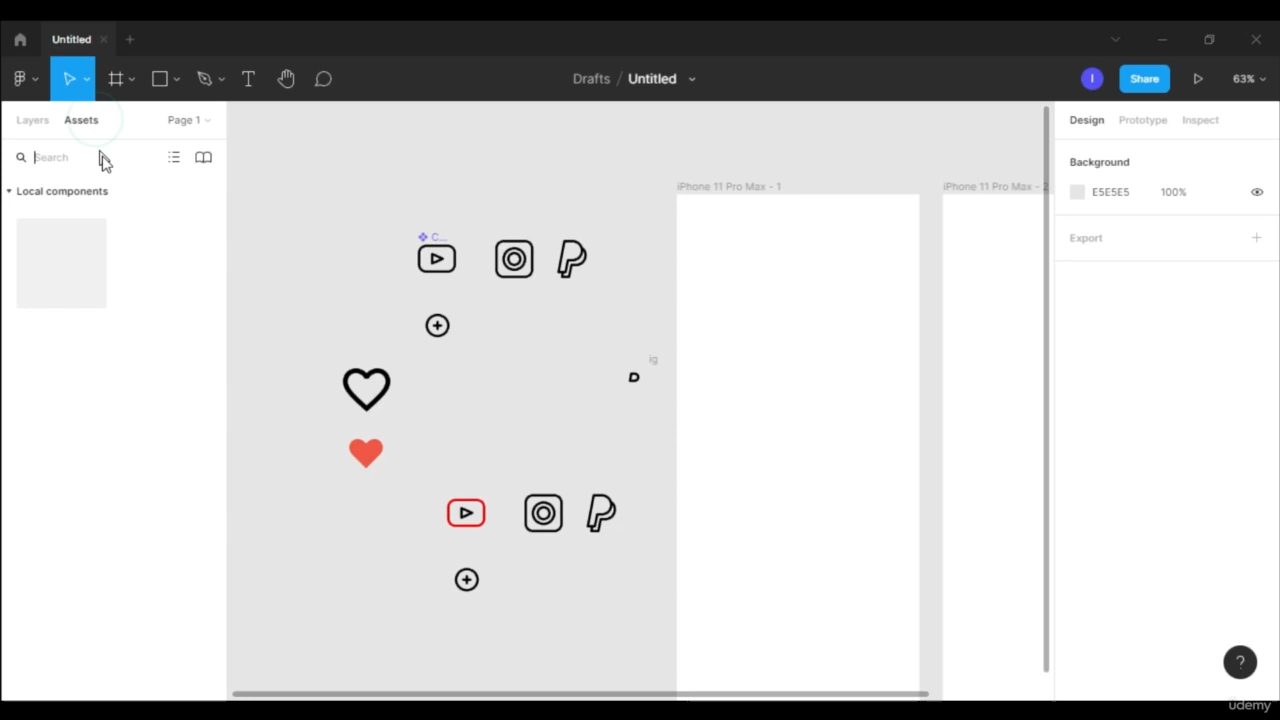 Untitled
Drafts / Untitled
I
Share
63%
Layers
Assets
Page 1
Search
Local components
C...
ig
iPhone 11 Pro Max - 1
iPhone 11 Pro Max - 2
Design
Prototype
Inspect
Background
E5E5E5
100%
Export
?
udemy